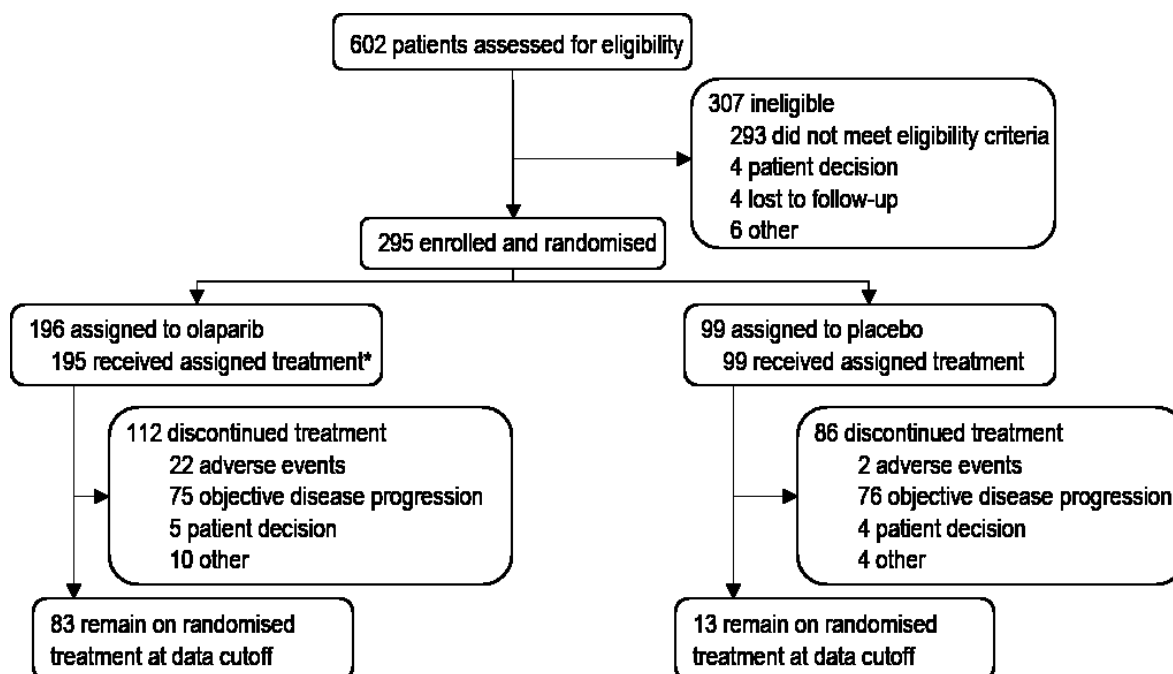 602 patients assessed for eligibility
307 ineligible
293 did not meet eligibility criteria
4 patient decision
4 lost to follow-up
6 other
295 enrolled and randomised
196 assigned to olaparib
195 received assigned treatment*
99 assigned to placebo
99 received assigned treatment
112 discontinued treatment
22 adverse events
75 objective disease progression
5 patient decision
10 other
86 discontinued treatment
2 adverse events
76 objective disease progression
4 patient decision
4 other
83 remain on randomised
treatment at data cutoff
13 remain on randomised
treatment at data cutoff